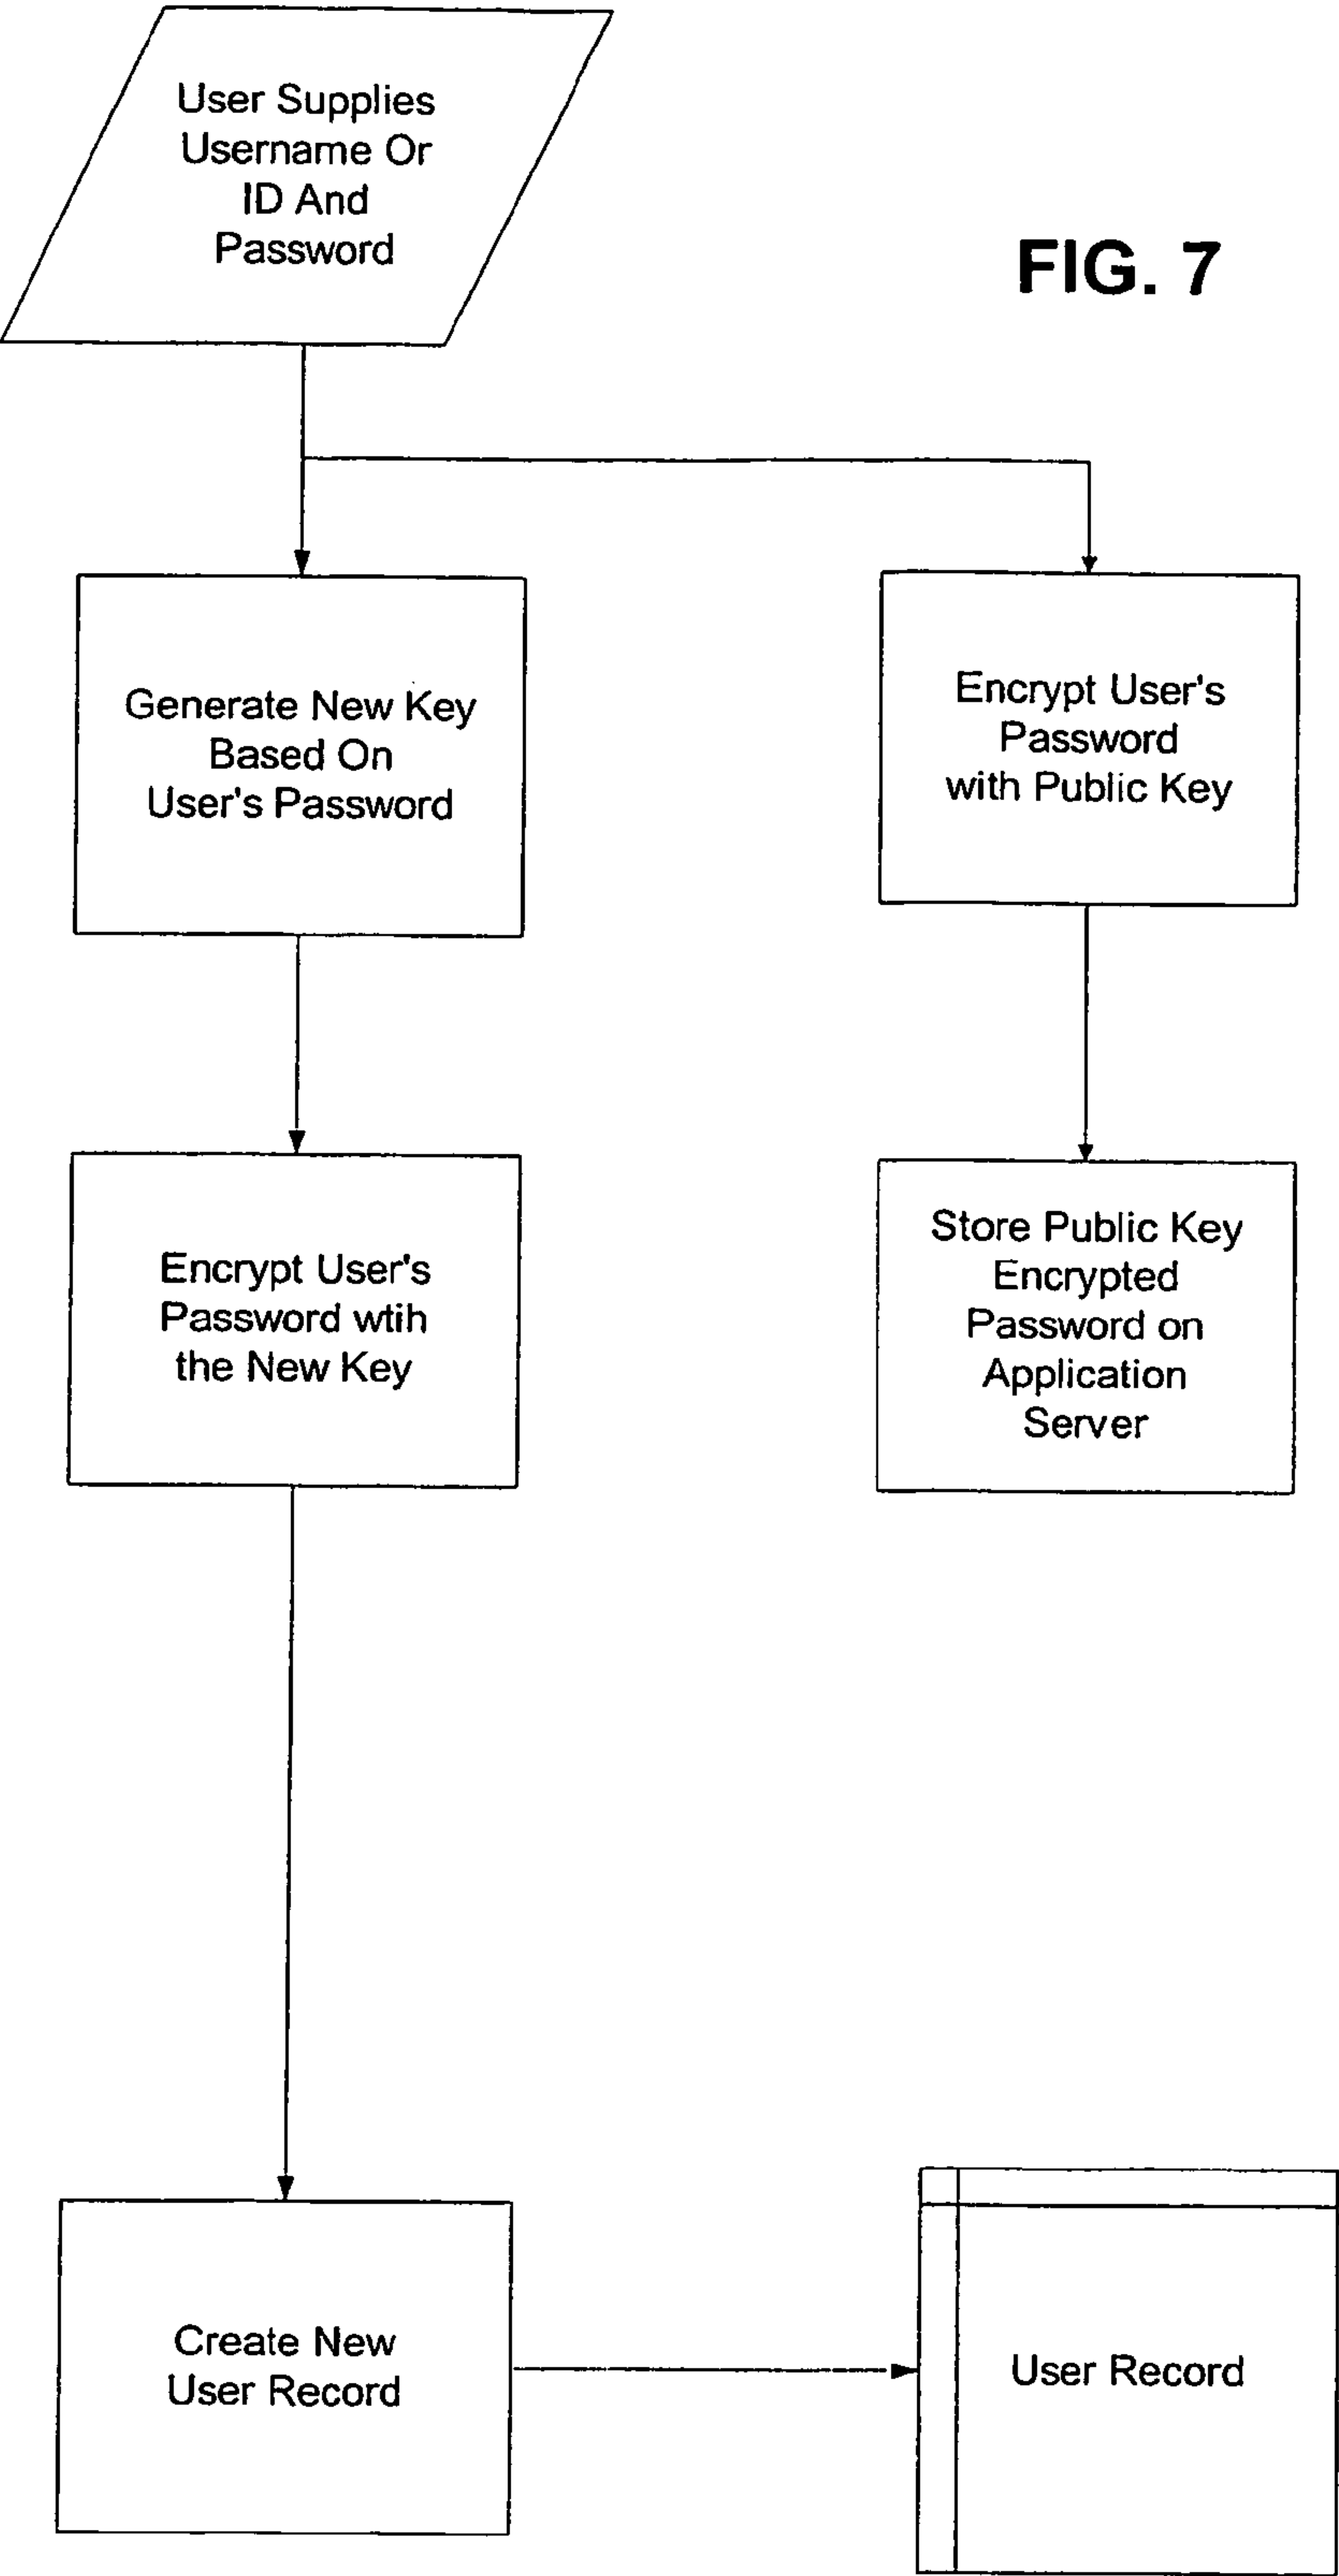 User Supplies
Username Or
ID And
Password
FIG. 7
Generate New Key
Based On
User's Password
Encrypt User's
Password
with Public Key
Encrypt User's
Password wtih
the New Key
Store Public Key
Encrypted
Password on
Application
Server
Create New
User Record
User Record